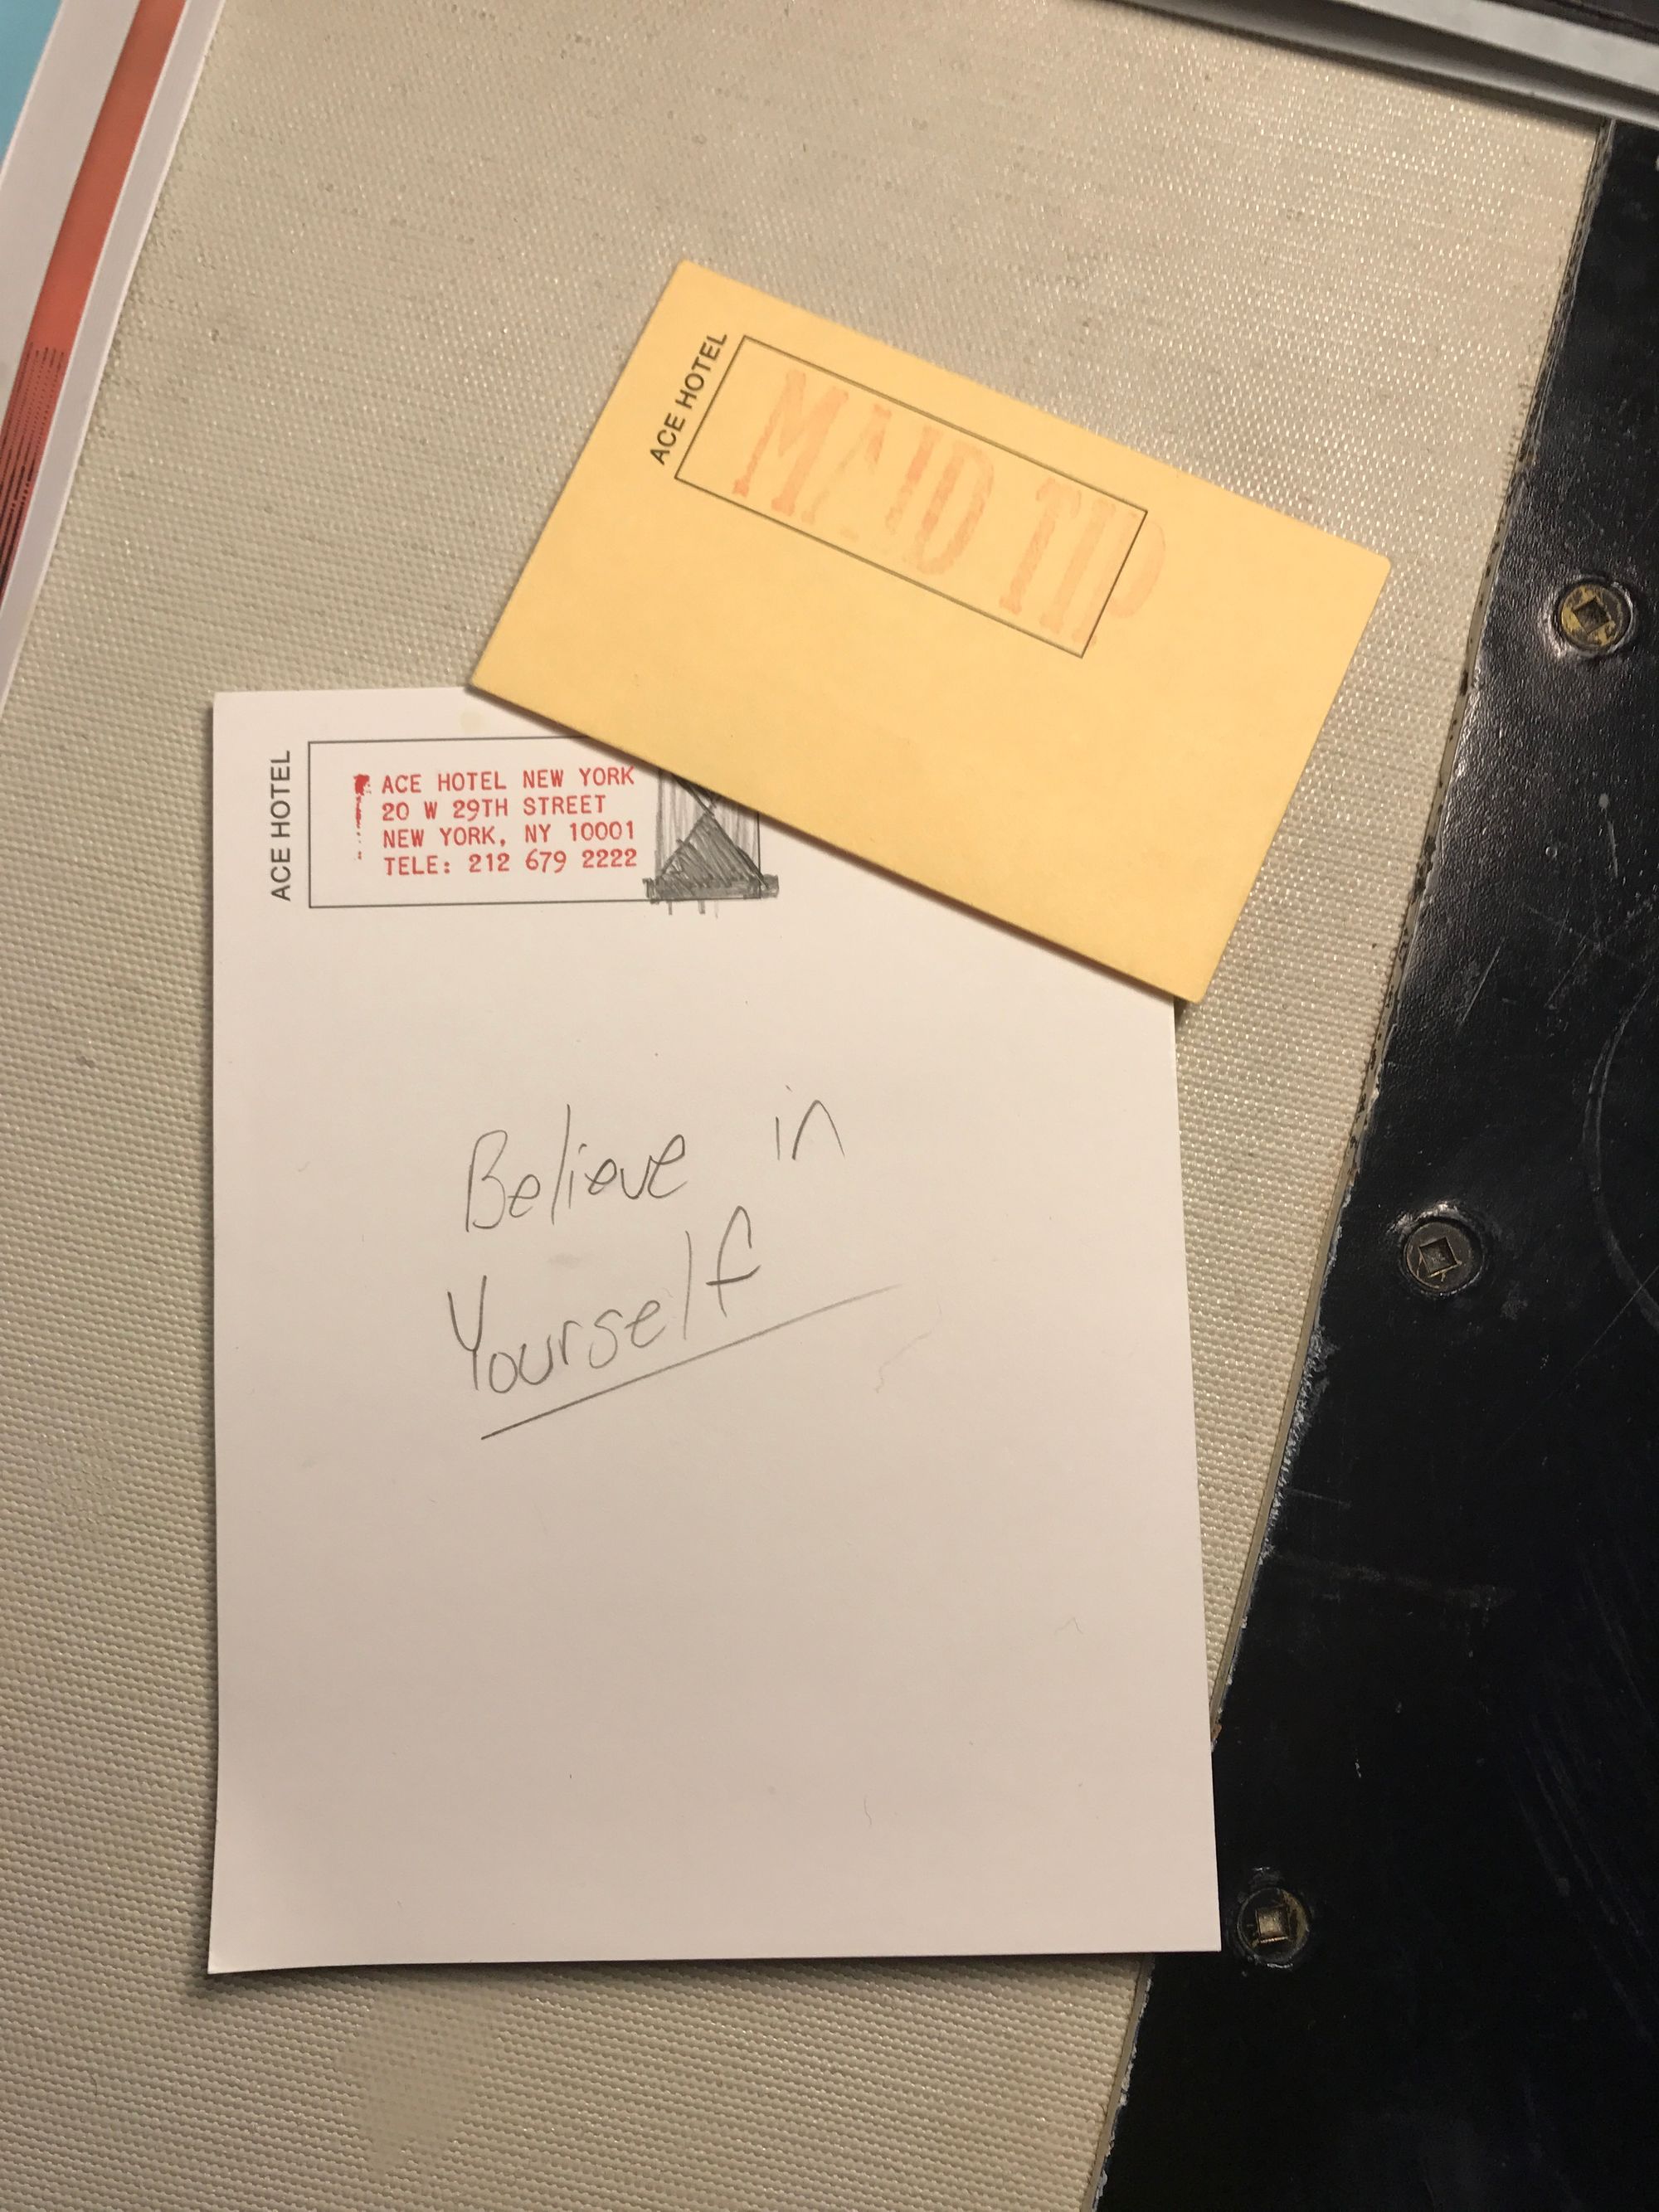 ACE HOTEL
MAID TIP
ACE HOTEL
ACE HOTEL NEW YORK
20 W 29TH STREET
NEW YORK, NY 10001
TELE: 212 679 2222
Believe in
Yourself